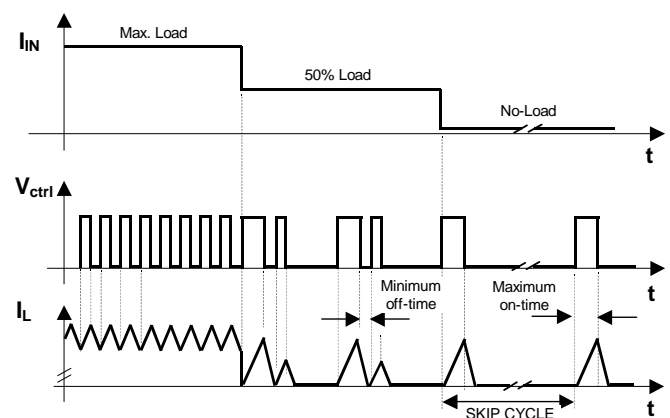 I_IN
Max. Load
50% Load
No-Load
t
V_ctrl
t
Minimum
off-time
Maximum
on-time
I_L
SKIP CYCLE
t